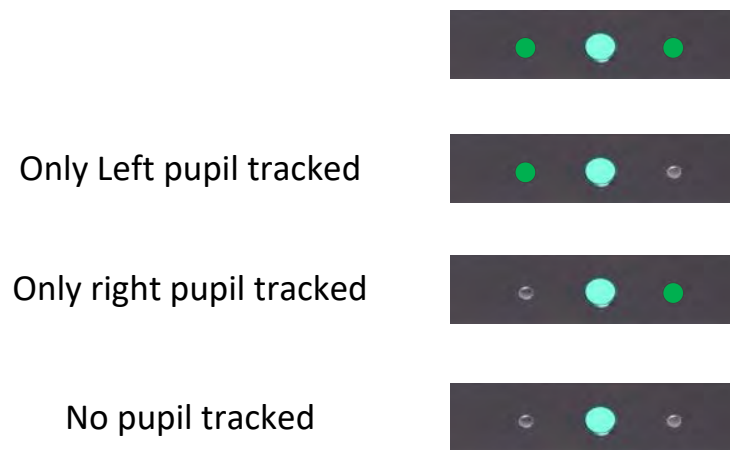 Only Left pupil tracked
Only right pupil tracked
No pupil tracked